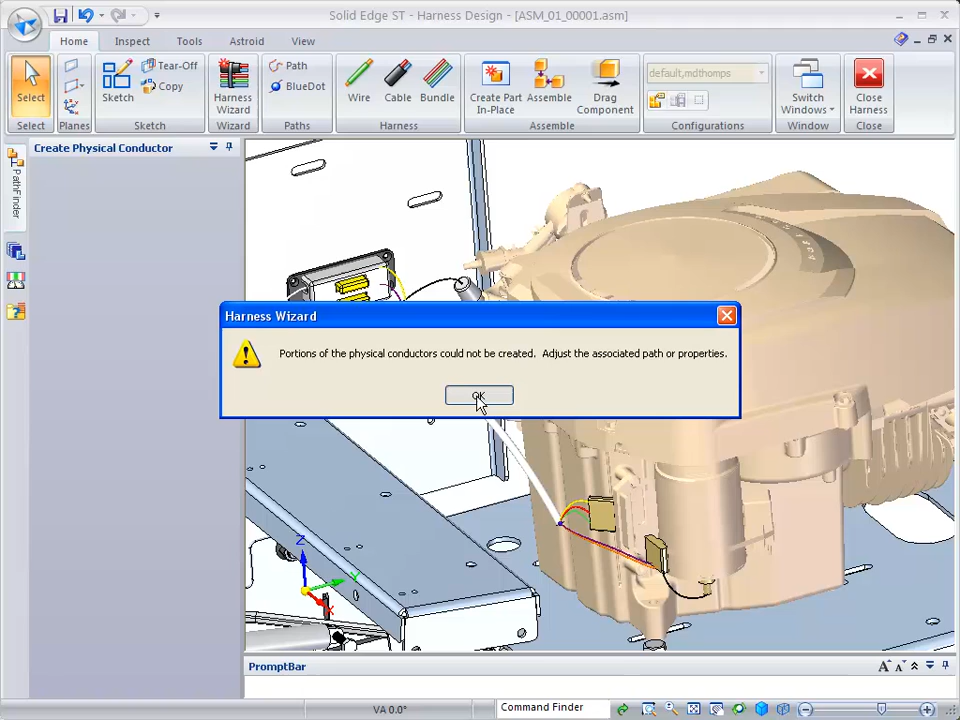 Solid Edge ST - Harness Design - [ASM_01_00001.asm]
Home
Inspect
Tools
Astroid
View
Select
Sketch
Tear-Off
Copy
Harness
Wizard
Path
BlueDot
Wire
Cable
Bundle
Create Part
In-Place
Assemble
Drag
Component
default,mdthomps
Switch
Windows
Close
Harness
Select
Planes
Sketch
Wizard
Paths
Harness
Assemble
Configurations
Window
Close
Create Physical Conductor
PathFinder
Harness Wizard
Portions of the physical conductors could not be created. Adjust the associated path or properties.
OK
Z
Y
X
PromptBar
VA 0.0°
Command Finder